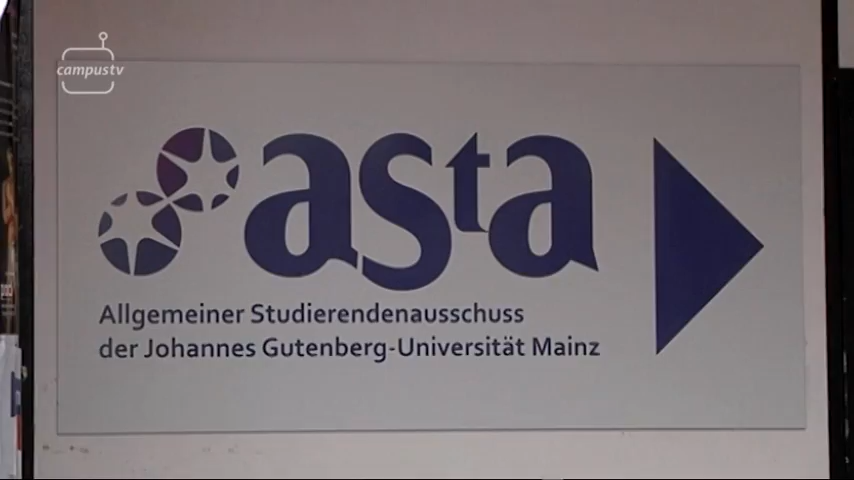 campustv
asta
Allgemeiner Studierendenausschuss
der Johannes Gutenberg-Universität Mainz